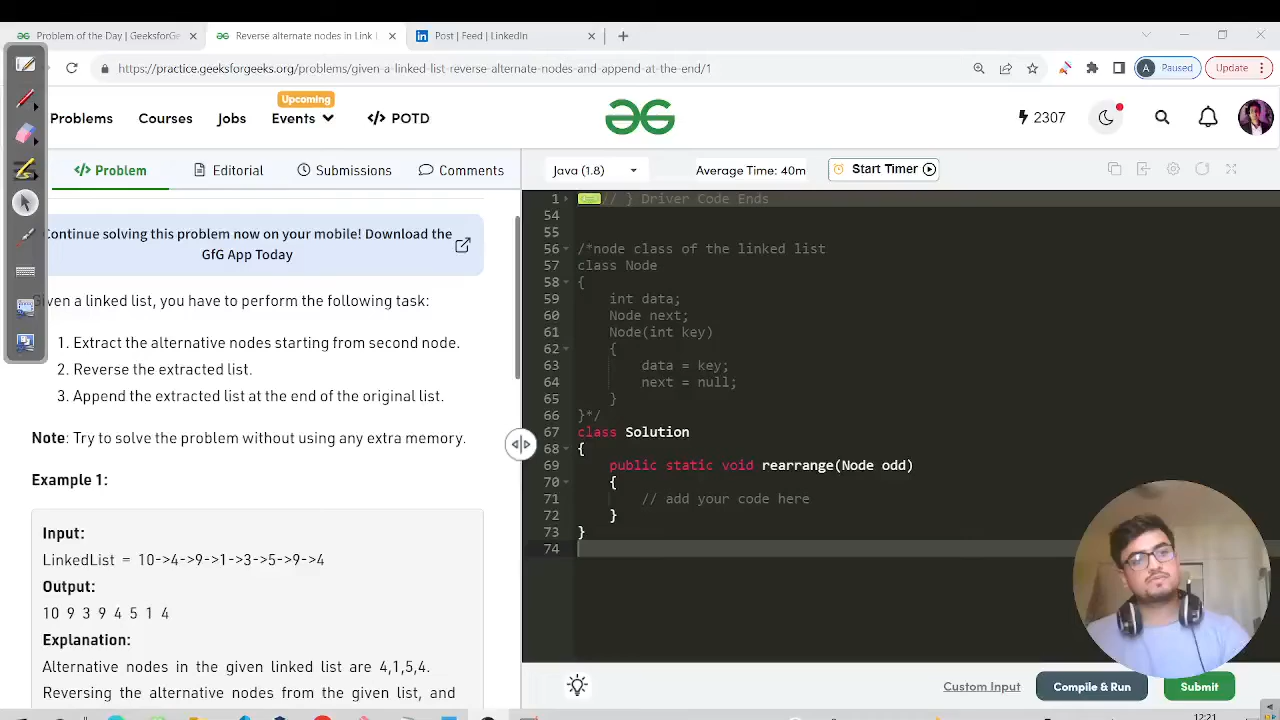 Problem of the Day | GeeksforGe
Reverse alternate nodes in Link
Post | Feed | LinkedIn
https://practice.geeksforgeeks.org/problems/given-a-linked-list-reverse-alternate-nodes-and-append-at-the-end/1
A Paused
Update
Problems
Courses
Jobs
Upcoming
Events
</> POTD
2307
</> Problem
Editorial
Submissions
Comments
Java (1.8)
Average Time: 40m
Start Timer
Continue solving this problem now on your mobile! Download the
GfG App Today
Given a linked list, you have to perform the following task:
1. Extract the alternative nodes starting from second node.
2. Reverse the extracted list.
3. Append the extracted list at the end of the original list.
Note: Try to solve the problem without using any extra memory.
Example 1:
Input:
LinkedList = 10->4->9->1->3->5->9->4
Output:
10 9 3 9 4 5 1 4
Explanation:
Alternative nodes in the given linked list are 4,1,5,4.
Reversing the alternative nodes from the given list, and
1 // } Driver Code Ends
54
55
56 /*node class of the linked list
57 class Node
58 {
59 int data;
60 Node next;
61 Node(int key)
62 {
63 data = key;
64 next = null;
65 }
66 }*/
67 class Solution
68 {
69 public static void rearrange(Node odd)
70 {
71 // add your code here
72 }
73 }
74
Custom Input
Compile & Run
Submit